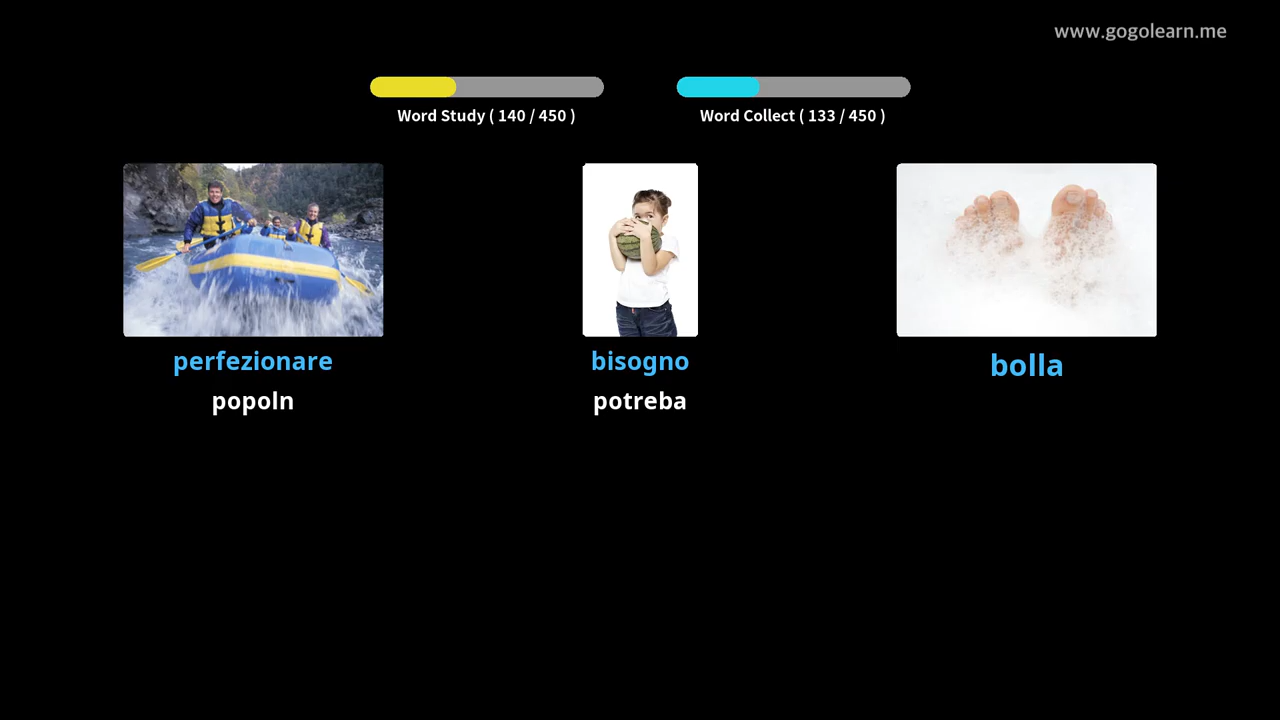 www.gogolearn.me
Word Study ( 140 / 450 )
Word Collect ( 133 / 450 )
perfezionare
popoln
bisogno
potreba
bolla